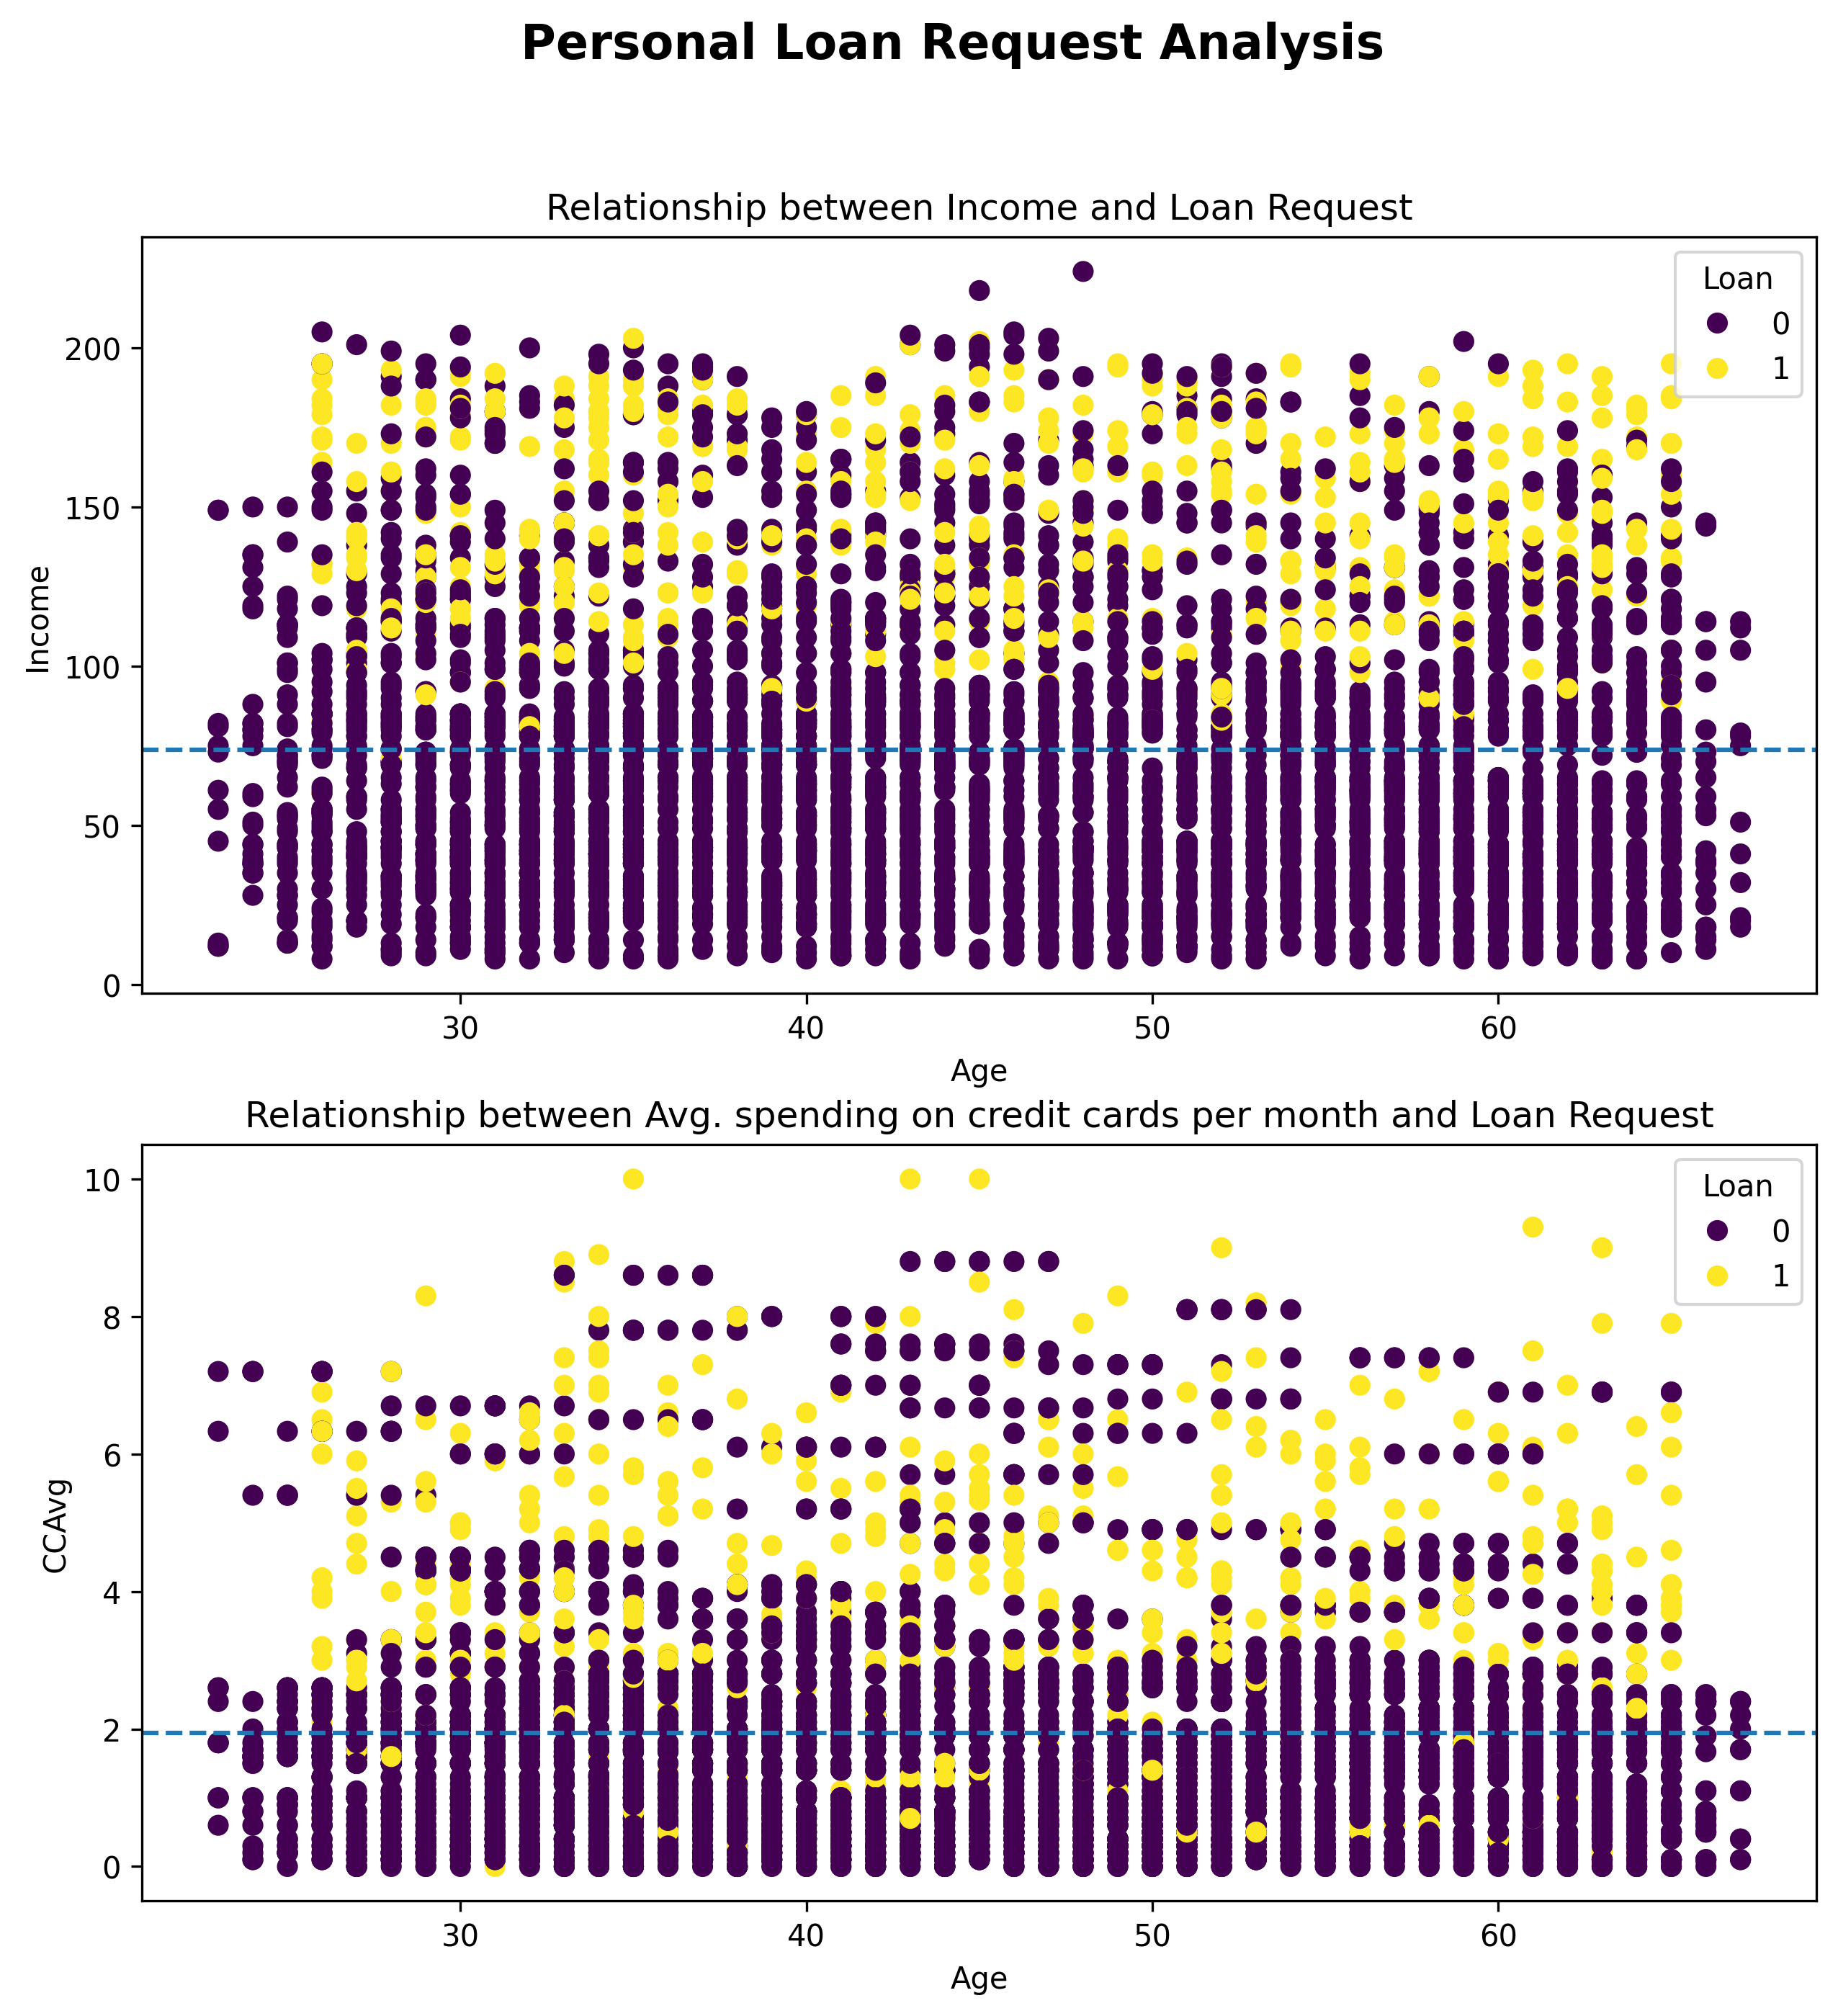 Personal Loan Request Analysis
Relationship between Income and Loan Request
Loan
0
1
200
150
100
50
0
Income
30 40 50 60
Age
Relationship between Avg. spending on credit cards per month and Loan Request
Loan
0
1
10
8
6
4
2
0
CCAvg
30 40 50 60
Age